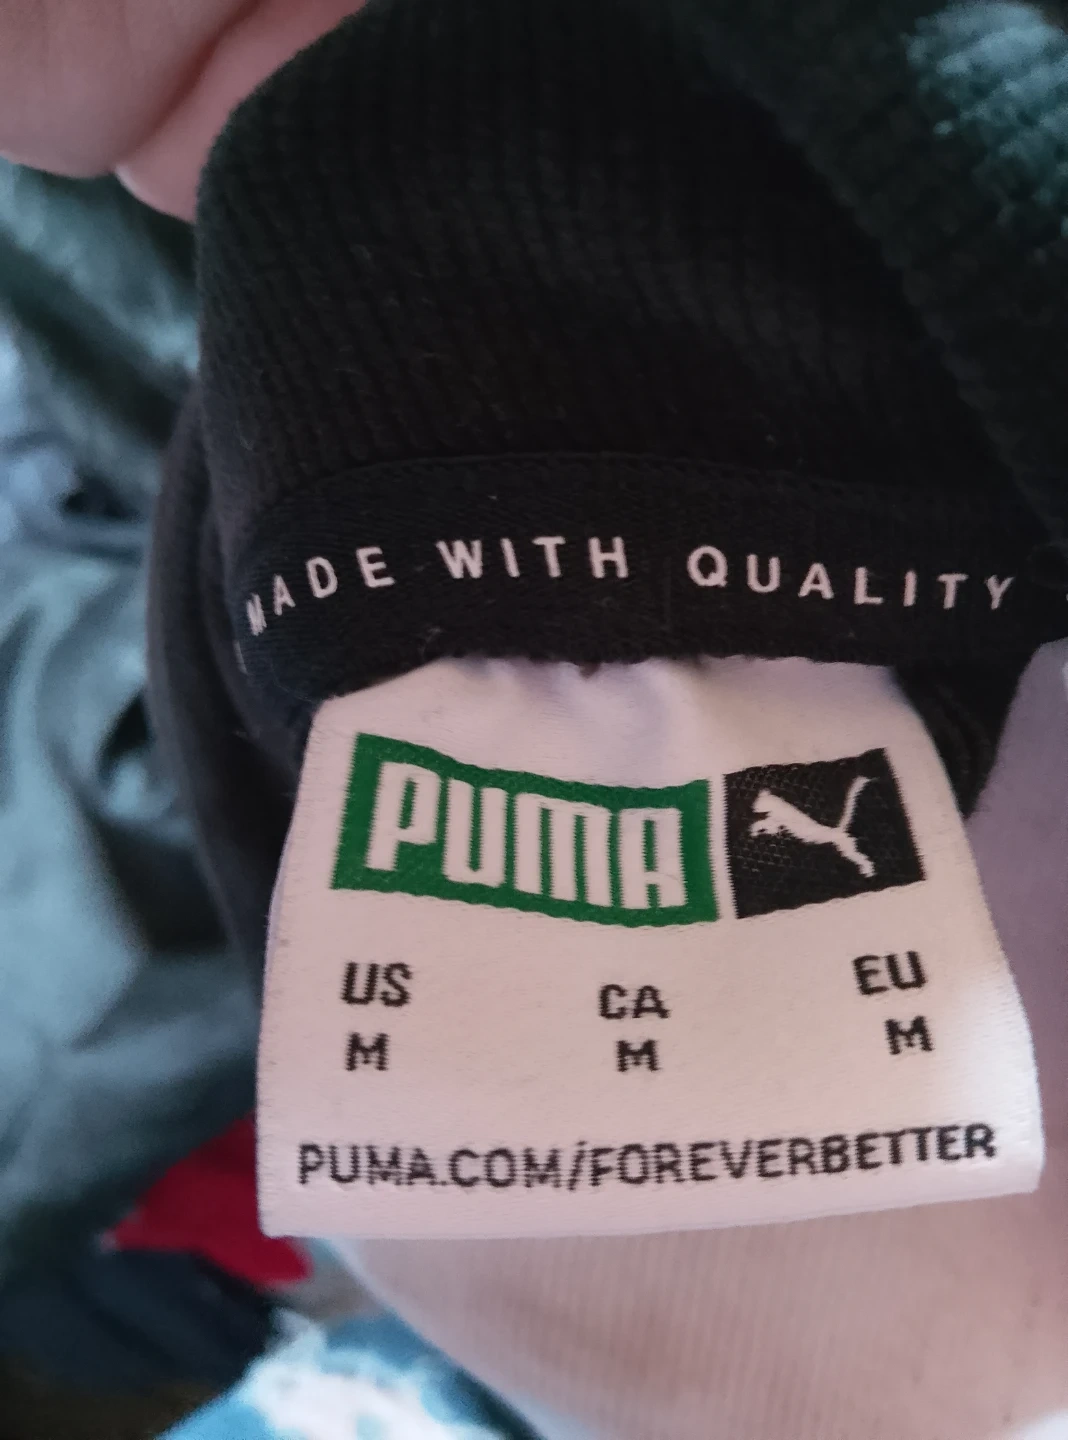 MADE WITH QUALITY
PUMA
US CA EU
M M M
PUMA.COM/FOREVERBETTER